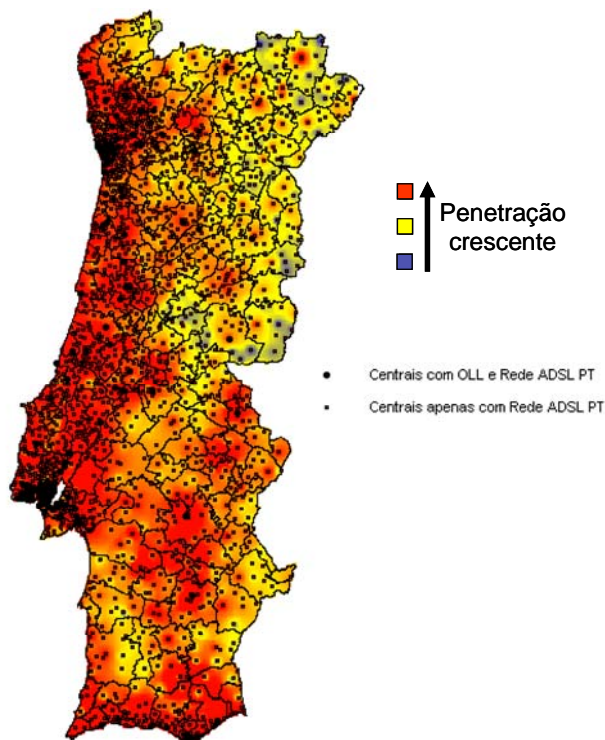 Penetração
crescente
Centrais com OLL e Rede ADSL PT
Centrais apenas com Rede ADSL PT